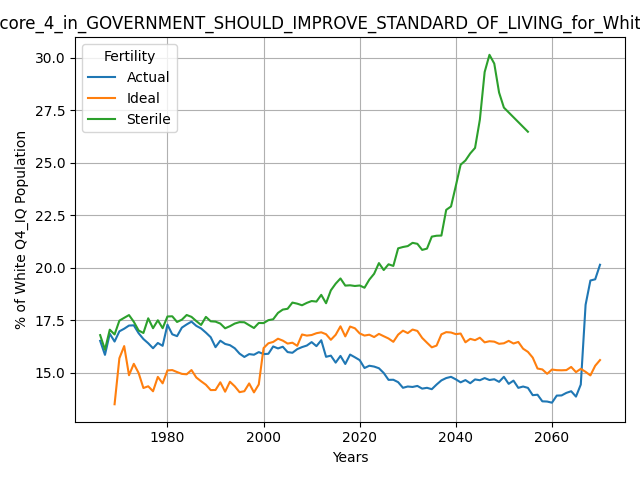 core_4_in_GOVERNMENT_SHOULD_IMPROVE_STANDARD_OF_LIVING_for_Whit
Fertility
Actual
Ideal
Sterile
% of White Q4_IQ Population
30.0
27.5
25.0
22.5
20.0
17.5
15.0
1980
2000
2020
2040
2060
Years